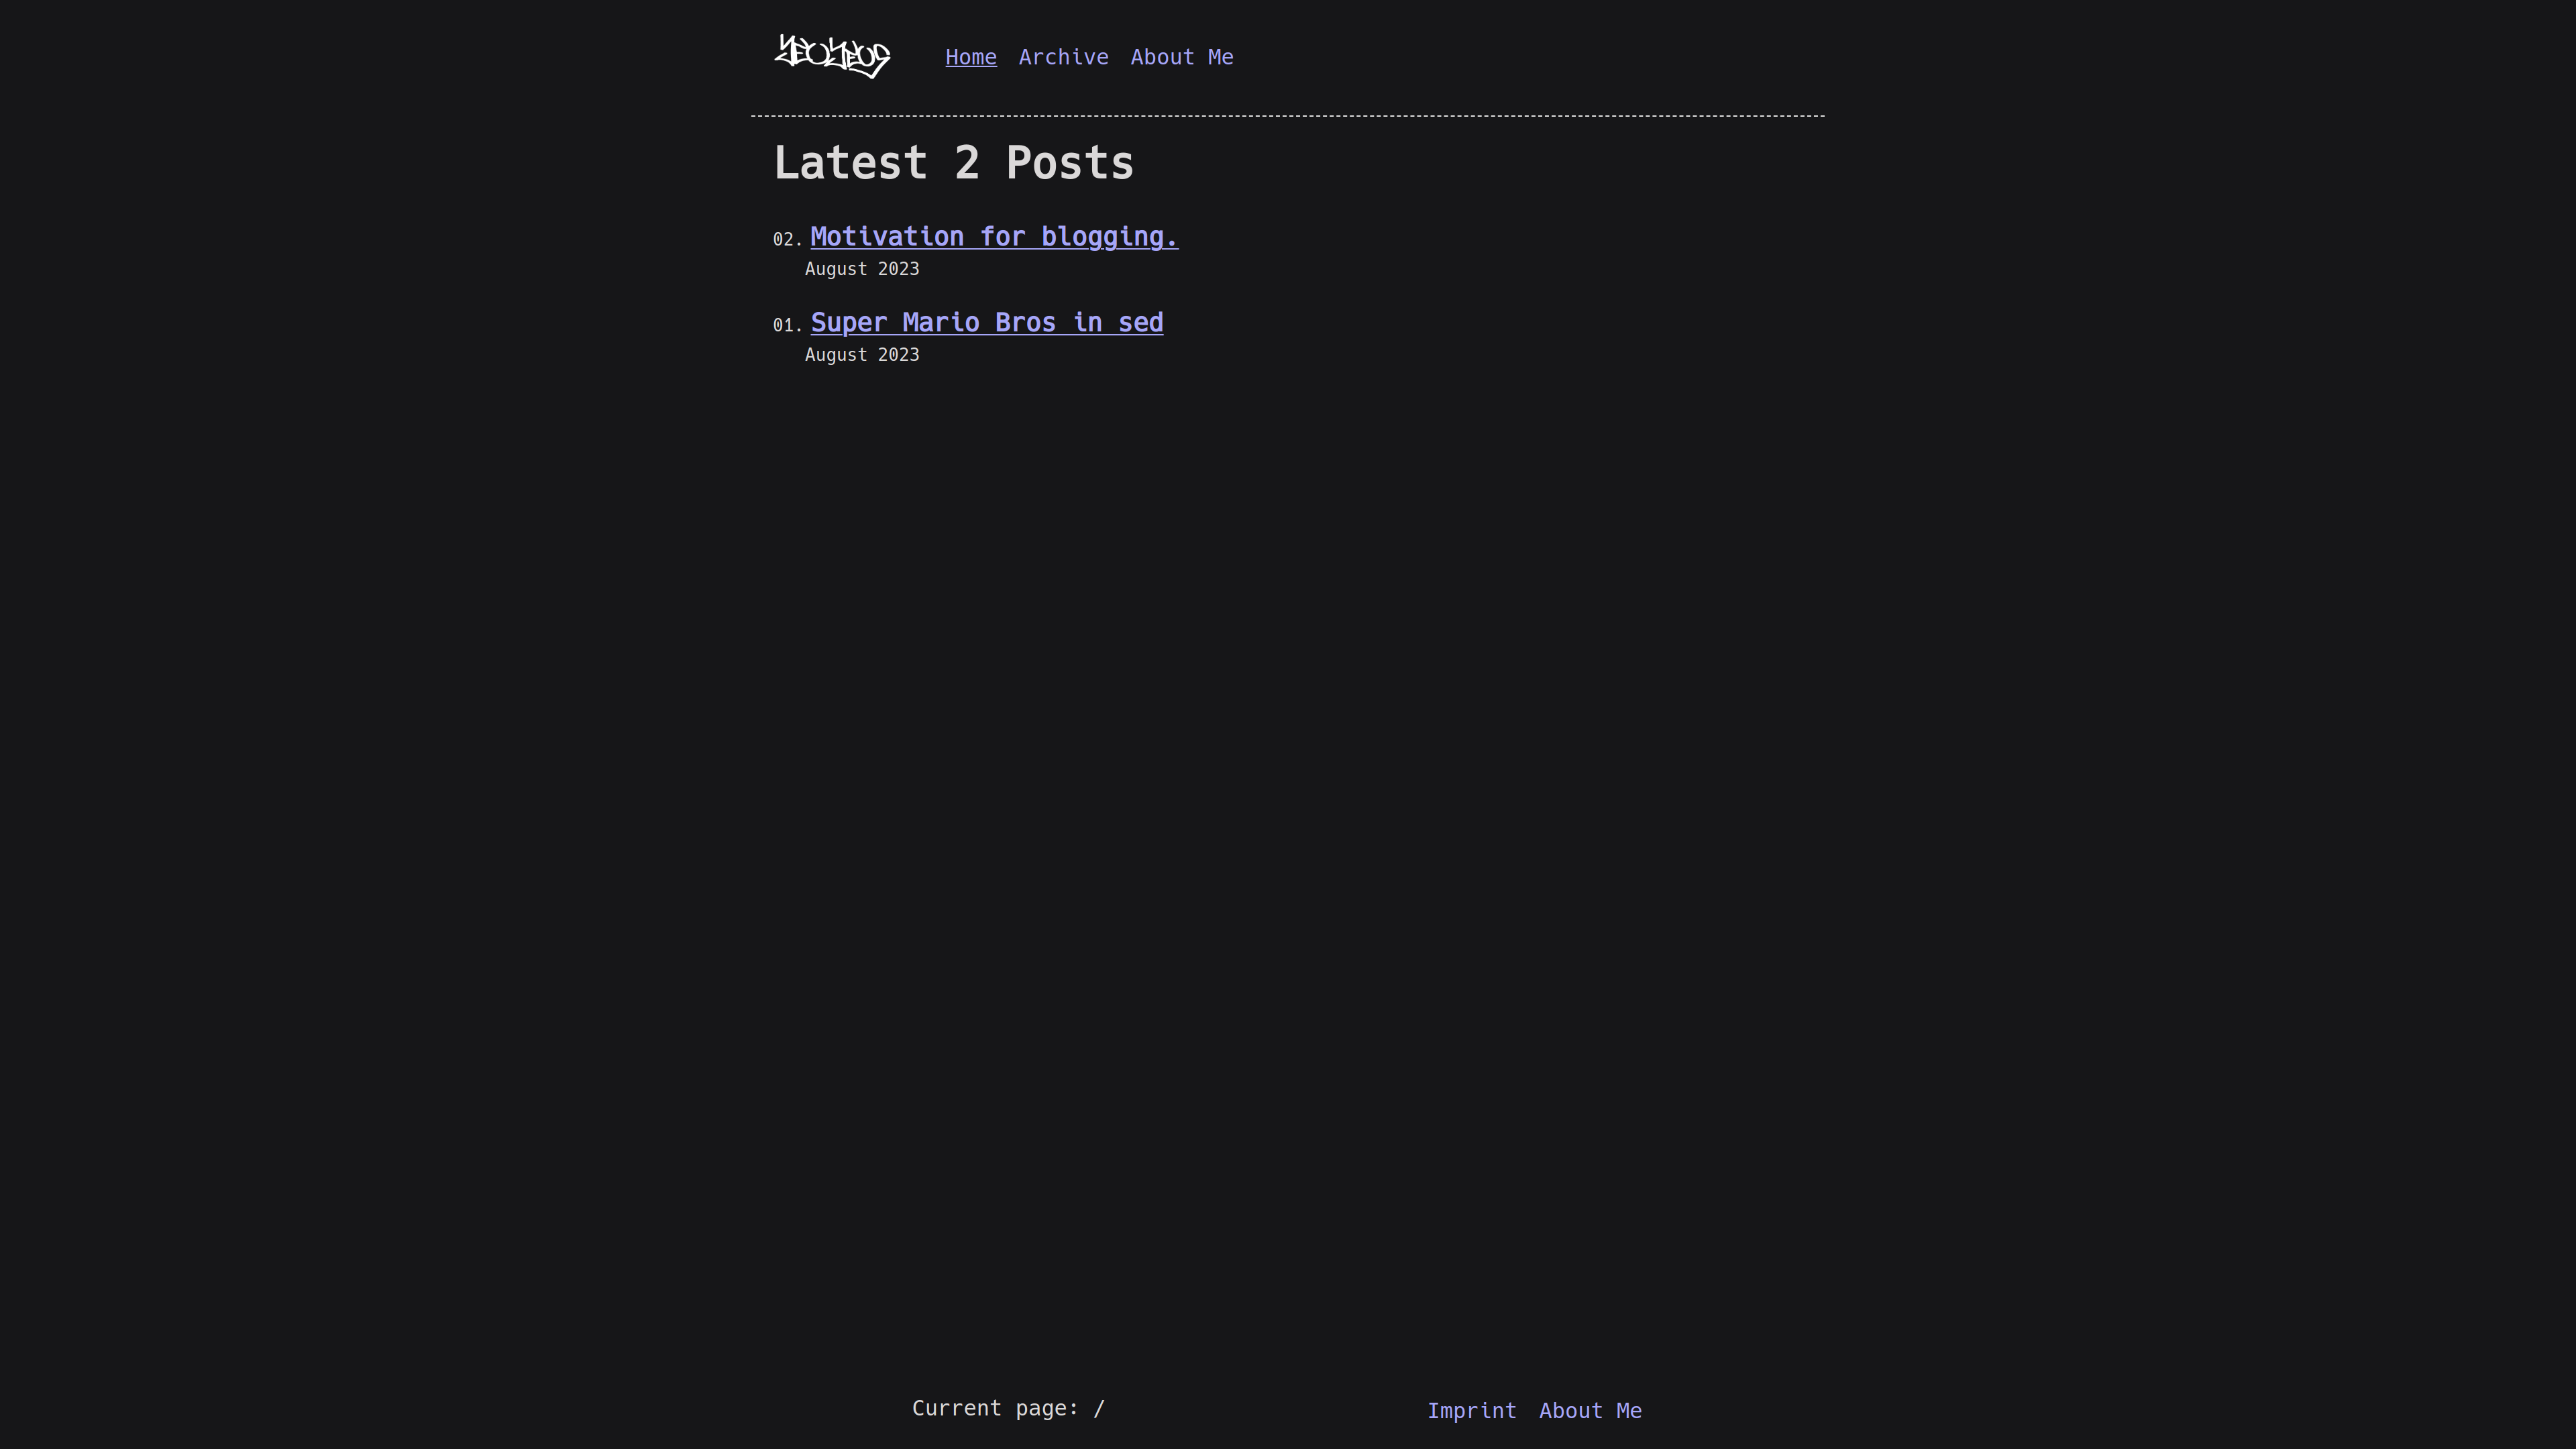 Home Archive About Me
Latest 2 Posts
02. Motivation for blogging.
August 2023
01. Super Mario Bros in sed
August 2023
Current page: /
Imprint About Me